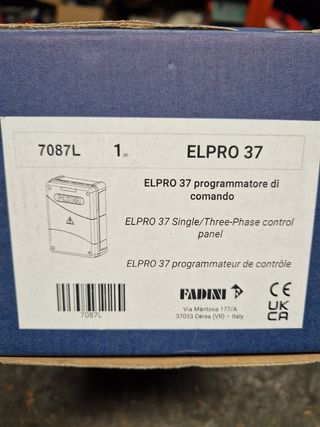 7087L 1 pc. ELPRO 37
ELPRO 37 programmatore di
comando
ELPRO 37 Single/Three-Phase control
panel
ELPRO 37 programmateur de contrôle
7087L
FADINI
Via Mantova 177/A
37053 Cerea (VR) – Italy
CE
UK
CA